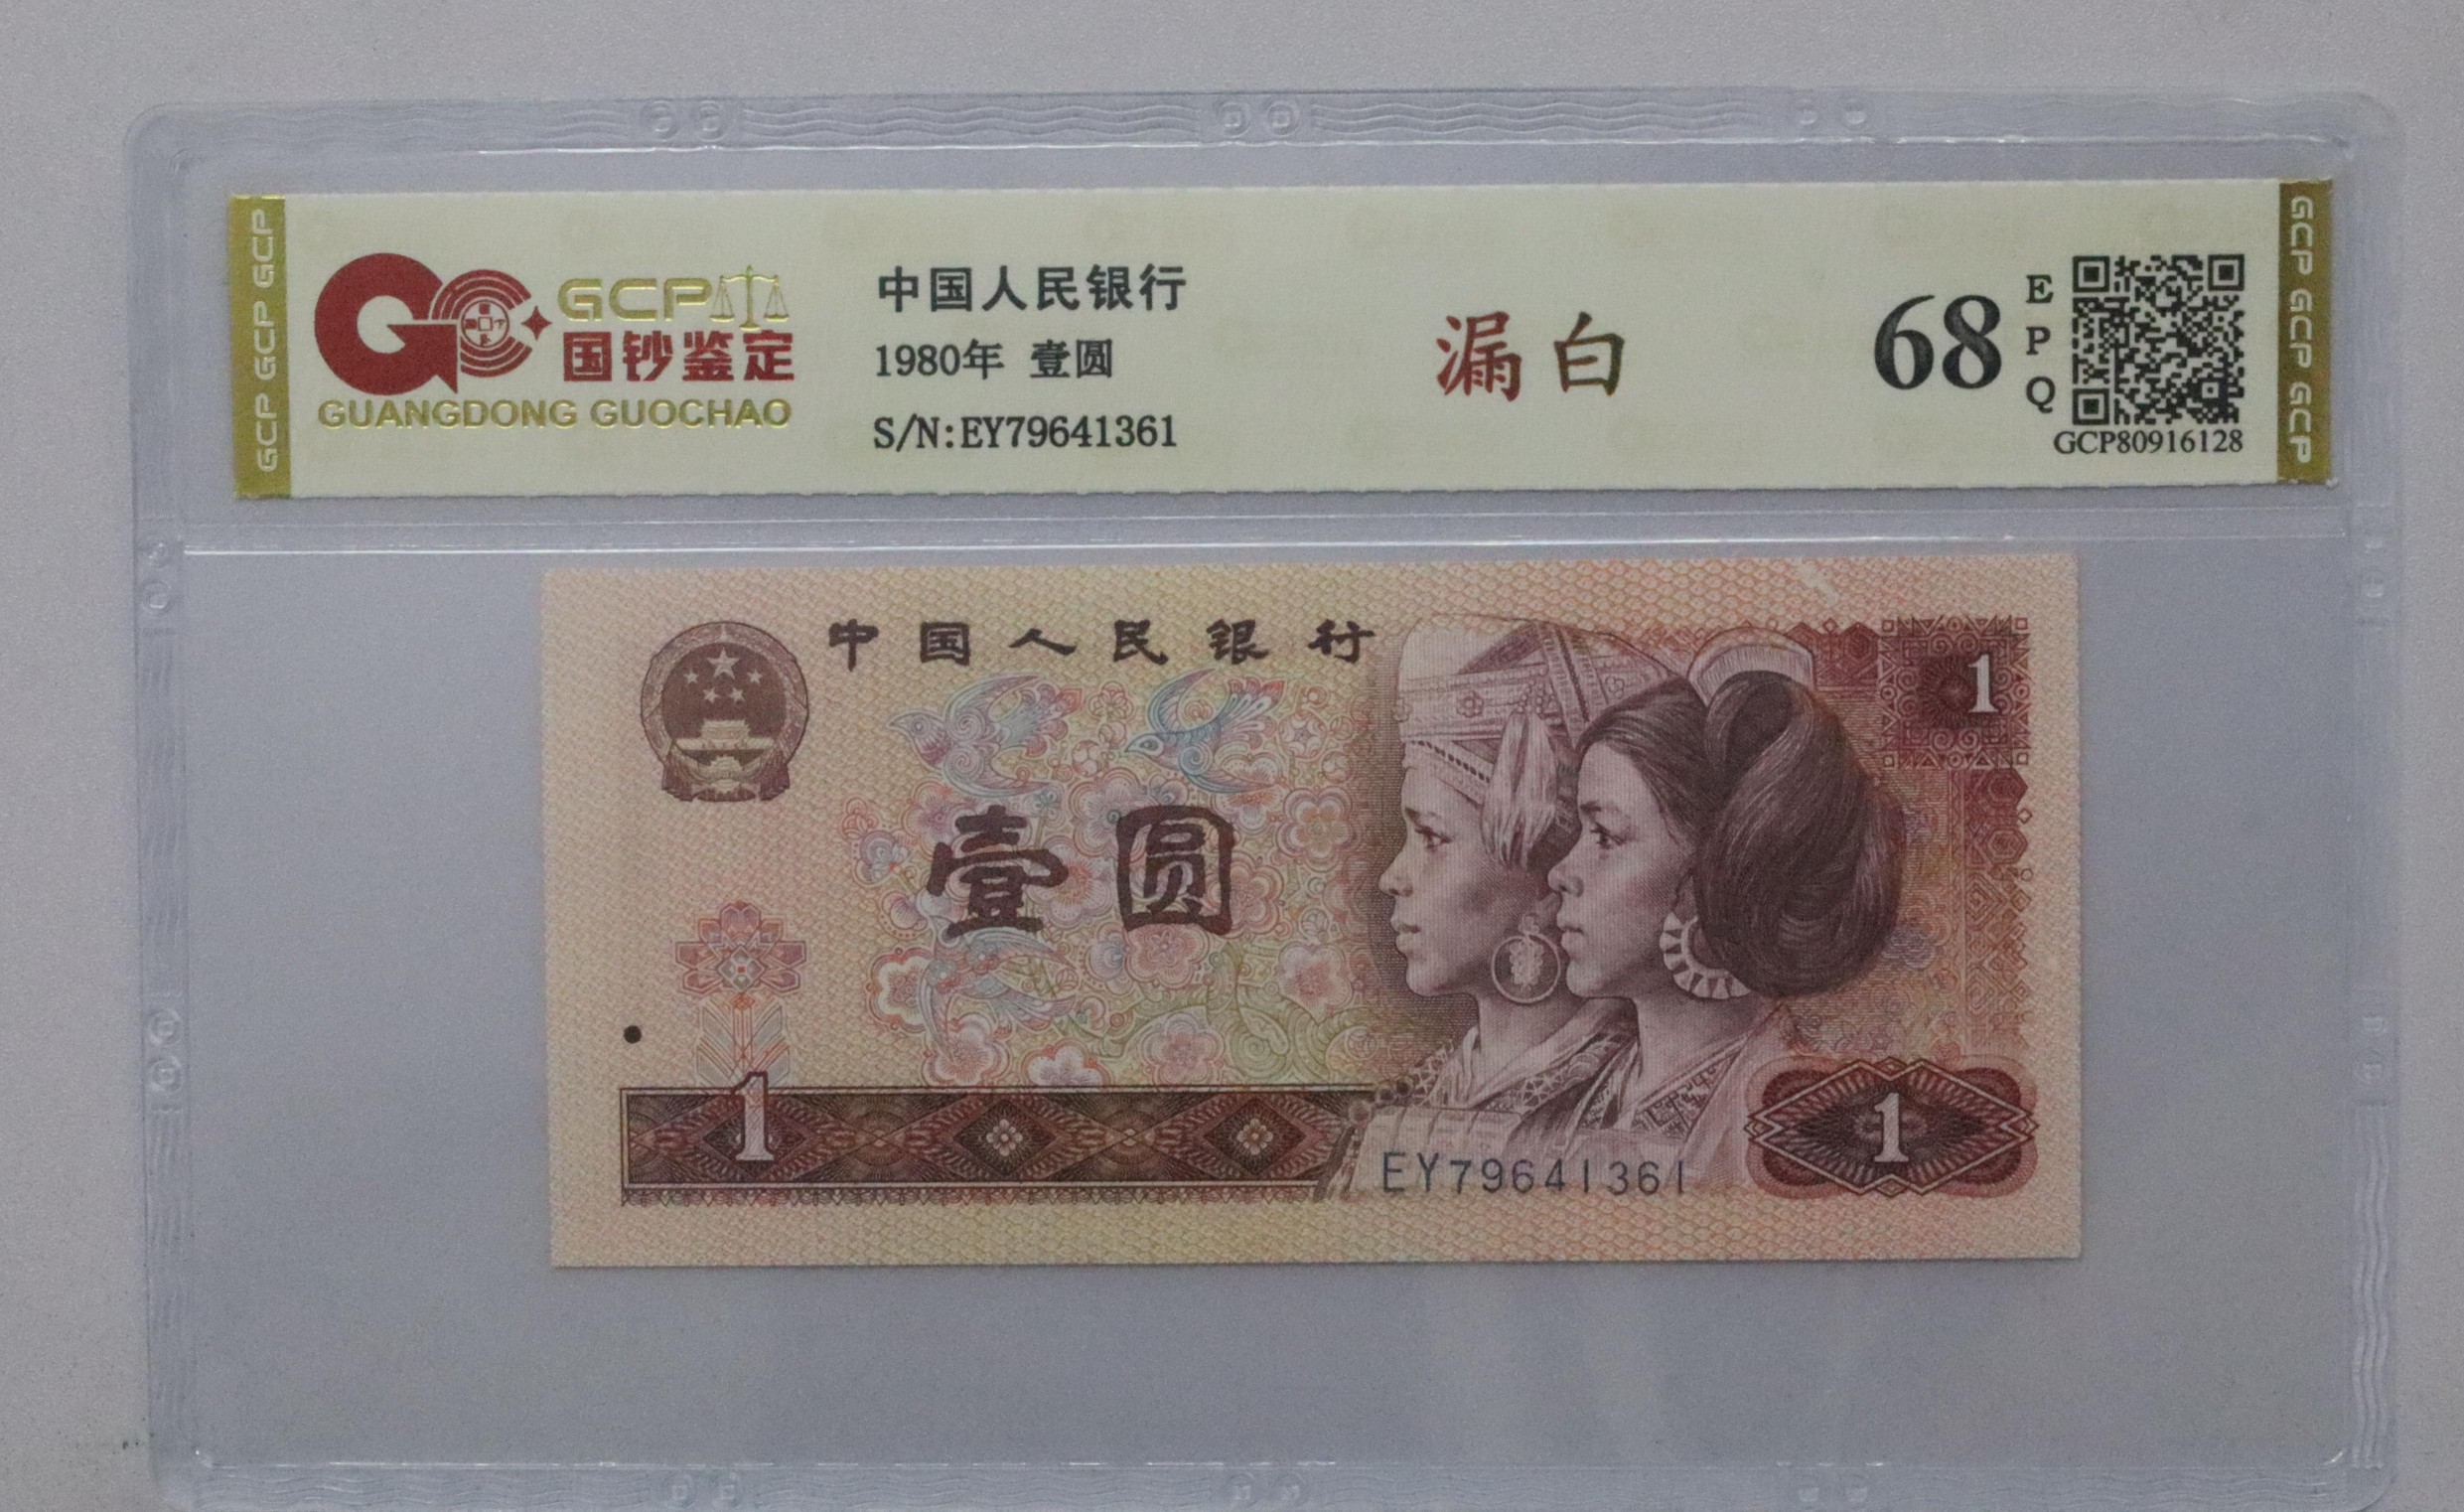 GCP GCP GCP
GCP
国钞鉴定
GUANGDONG GUOCHAO
中国人民银行
1980年 壹圆
S/N:EY79641361
漏白
68
E
P
Q
GCP80916128
GCP GCP GCP
中国人民银行
1
壹圆
1
EY79641361
1